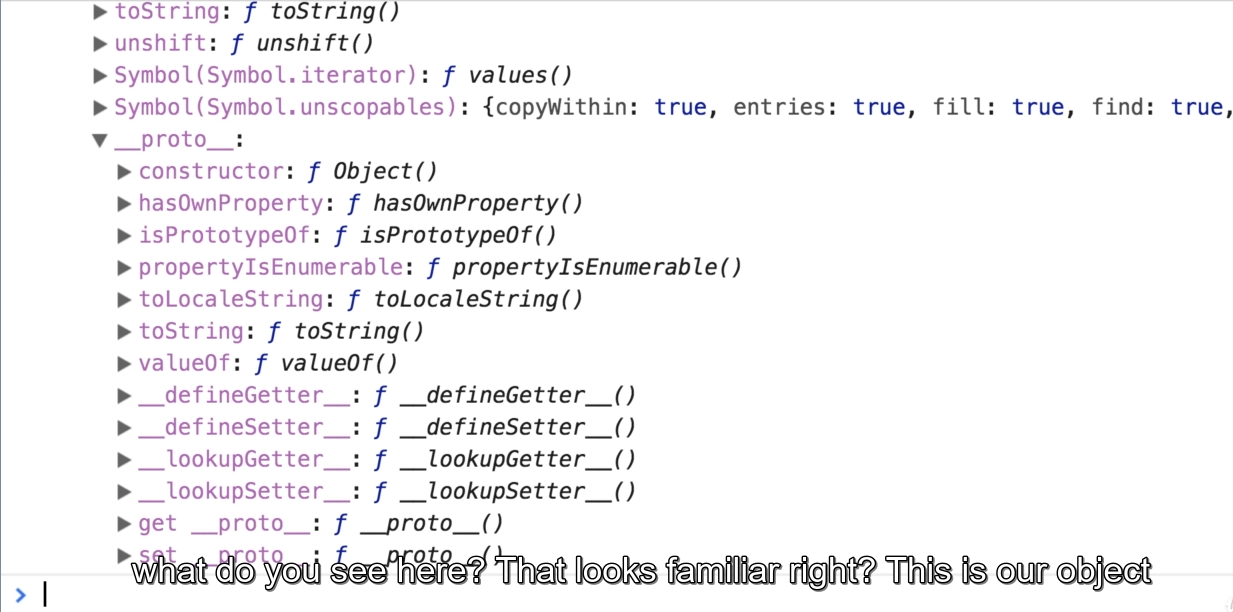 ▶ toString: ƒ toString()
▶ unshift: ƒ unshift()
▶ Symbol(Symbol.iterator): ƒ values()
▶ Symbol(Symbol.unscopables): {copyWithin: true, entries: true, fill: true, find: true,
▼ __proto__:
▶ constructor: ƒ Object()
▶ hasOwnProperty: ƒ hasOwnProperty()
▶ isPrototypeOf: ƒ isPrototypeOf()
▶ propertyIsEnumerable: ƒ propertyIsEnumerable()
▶ toLocaleString: ƒ toLocaleString()
▶ toString: ƒ toString()
▶ valueOf: ƒ valueOf()
▶ __defineGetter__: ƒ __defineGetter__()
▶ __defineSetter__: ƒ __defineSetter__()
▶ __lookupGetter__: ƒ __lookupGetter__()
▶ __lookupSetter__: ƒ __lookupSetter__()
▶ get __proto__: ƒ __proto__()
▶ set __proto__: ƒ __proto__()
what do you see here? That looks familiar right? This is our object
>